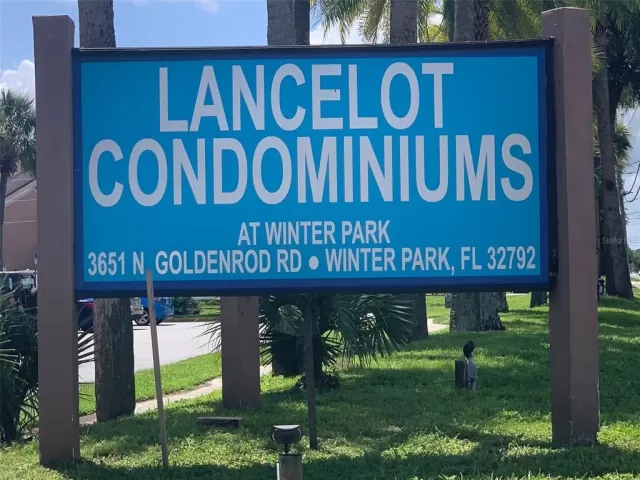 LANCELOT
CONDOMINIUMS
AT WINTER PARK
3651 N GOLDENROD RD • WINTER PARK, FL 32792